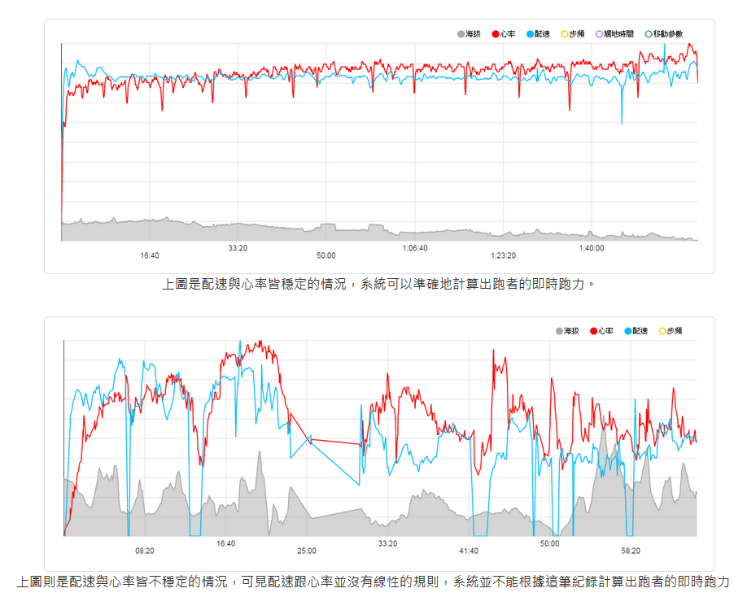 海拔 心率 配速 步頻 觸地時間 移動參數
16:40 33:20 50:00 1:06:40 1:23:20 1:40:00
上圖是配速與心率皆穩定的情況，系統可以準確地計算出跑者的即時跑力。
海拔 心率 配速 步頻
08:20 16:40 25:00 33:20 41:40 50:00 58:20
上圖則是配速與心率皆不穩定的情況，可見配速跟心率並沒有線性的規則，系統並不能根據這筆紀錄計算出跑者的即時跑力